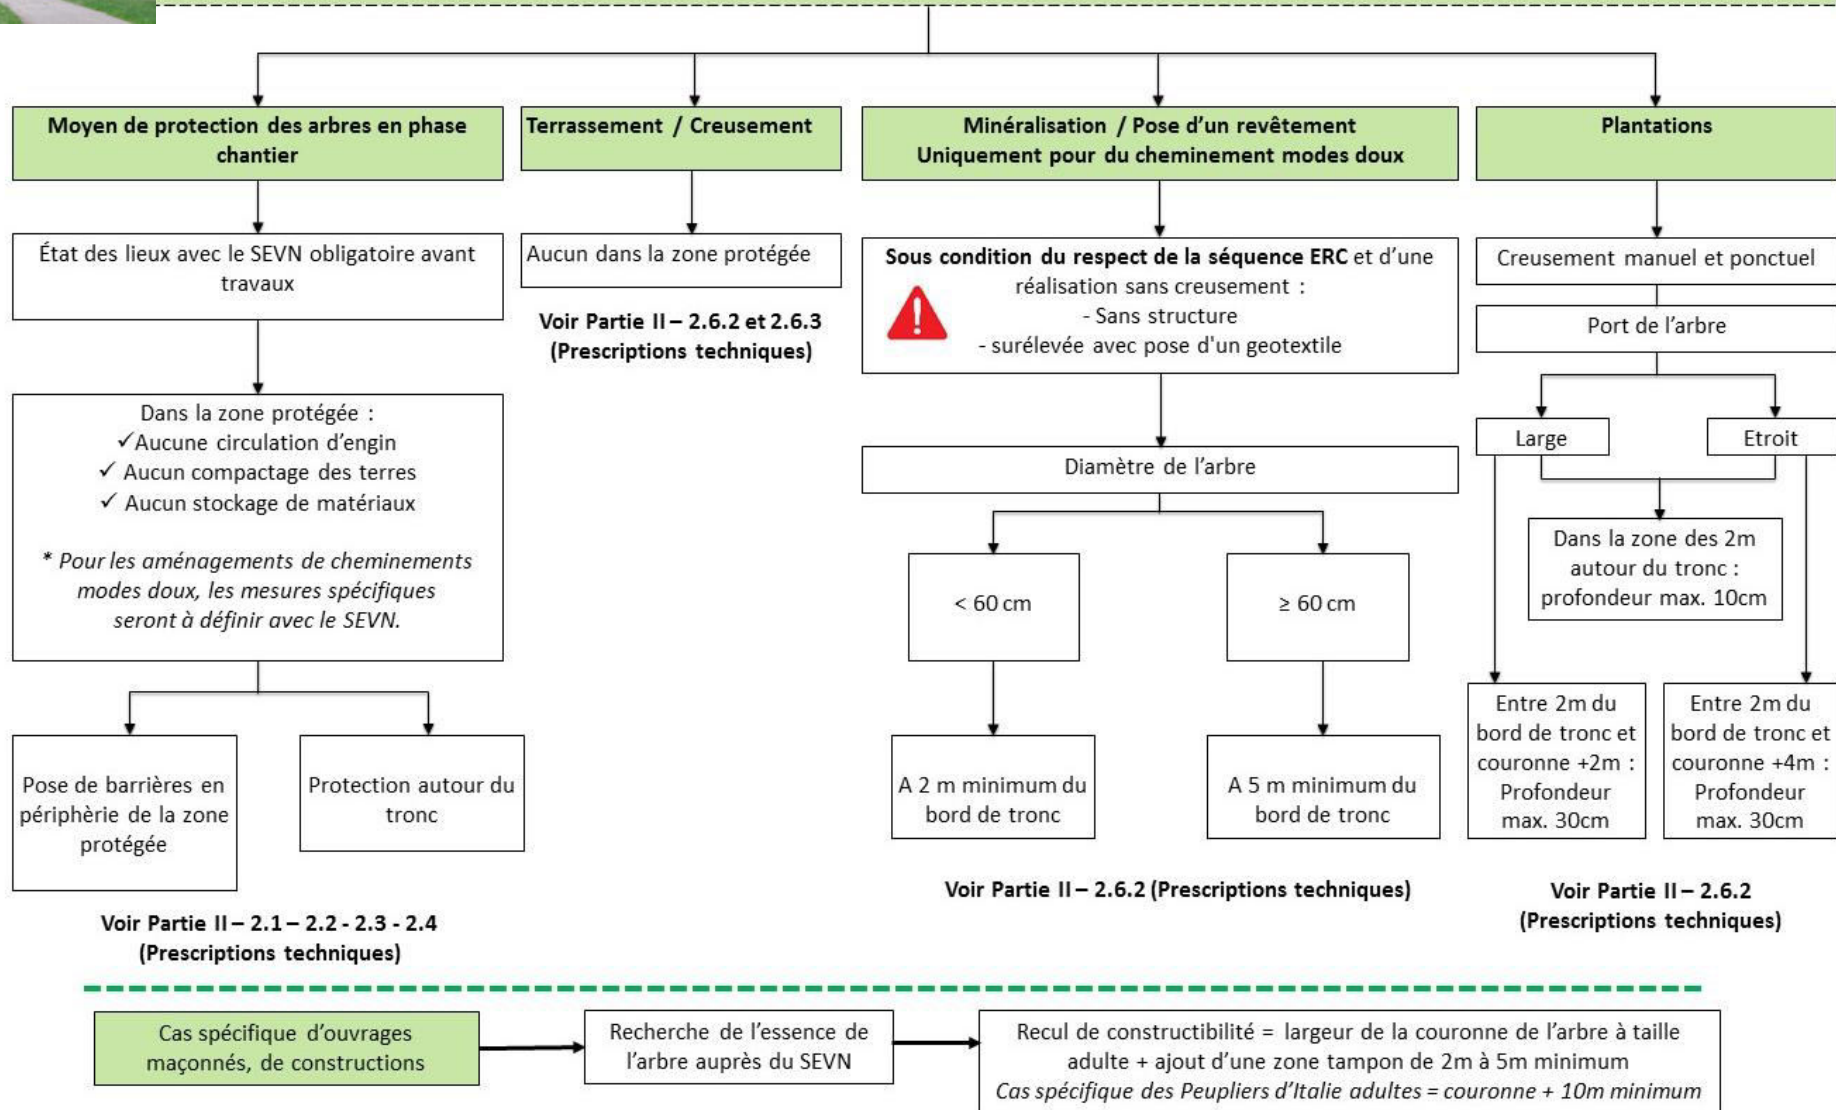 Moyen de protection des arbres en phase
chantier
État des lieux avec le SEVN obligatoire avant
travaux
Dans la zone protégée :
✓Aucune circulation d'engin
✓ Aucun compactage des terres
✓ Aucun stockage de matériaux
* Pour les aménagements de cheminements
modes doux, les mesures spécifiques
seront à définir avec le SEVN.
Pose de barrières en
périphèrie de la zone
protégée
Protection autour du
tronc
Voir Partie II – 2.1 – 2.2 - 2.3 - 2.4
(Prescriptions techniques)
Terrassement / Creusement
Aucun dans la zone protégée
Voir Partie II – 2.6.2 et 2.6.3
(Prescriptions techniques)
Minéralisation / Pose d'un revêtement
Uniquement pour du cheminement modes doux
Sous condition du respect de la séquence ERC et d'une
réalisation sans creusement :
- Sans structure
- surélevée avec pose d'un geotextile
Diamètre de l'arbre
< 60 cm
≥ 60 cm
A 2 m minimum du
bord de tronc
A 5 m minimum du
bord de tronc
Voir Partie II – 2.6.2 (Prescriptions techniques)
Plantations
Creusement manuel et ponctuel
Port de l'arbre
Large
Etroit
Dans la zone des 2m
autour du tronc :
profondeur max. 10cm
Entre 2m du
bord de tronc et
couronne +2m :
Profondeur
max. 30cm
Entre 2m du
bord de tronc et
couronne +4m :
Profondeur
max. 30cm
Voir Partie II – 2.6.2
(Prescriptions techniques)
Cas spécifique d'ouvrages
maçonnés, de constructions
Recherche de l'essence de
l'arbre auprès du SEVN
Recul de constructibilité = largeur de la couronne de l'arbre à taille
adulte + ajout d'une zone tampon de 2m à 5m minimum
Cas spécifique des Peupliers d'Italie adultes = couronne + 10m minimum